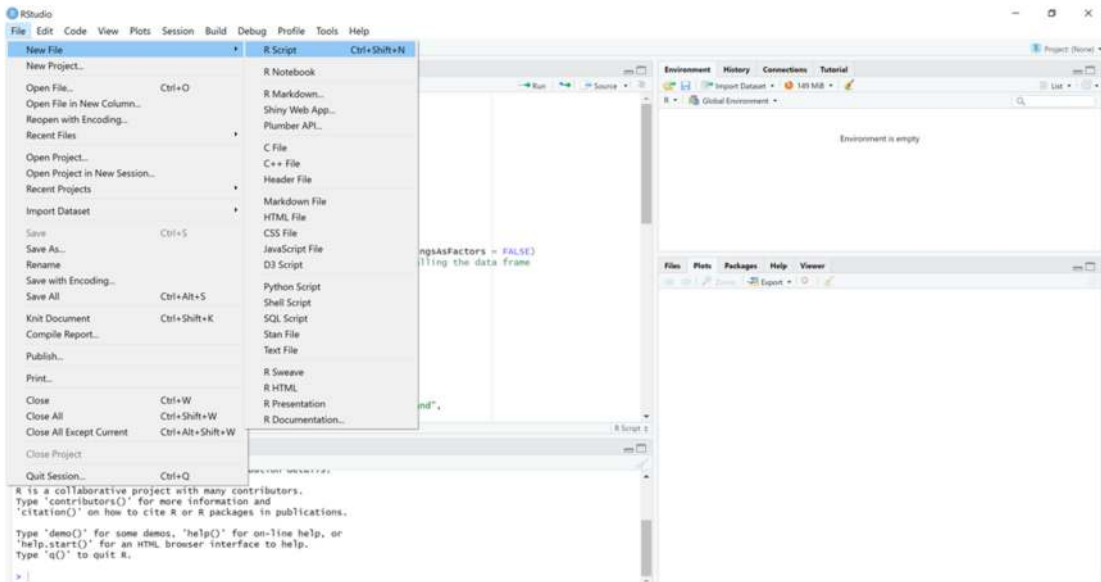 RStudio
File Edit Code View Plots Session Build Debug Profile Tools Help
Project: (None)
New File
New Project...
Open File... Ctrl+O
Open File in New Column...
Reopen with Encoding...
Recent Files
Open Project...
Open Project in New Session...
Recent Projects
Import Dataset
Save Ctrl+S
Save As...
Rename
Save with Encoding...
Save All Ctrl+Alt+S
Knit Document Ctrl+Shift+K
Compile Report...
Publish...
Print...
Close Ctrl+W
Close All Ctrl+Shift+W
Close All Except Current Ctrl+Alt+Shift+W
Close Project
Quit Session... Ctrl+Q
R Script Ctrl+Shift+N
R Notebook
R Markdown...
Shiny Web App...
Plumber API...
C File
C++ File
Header File
Markdown File
HTML File
CSS File
JavaScript File
D3 Script
Python Script
Shell Script
SQL Script
Stan File
Text File
R Sweave
R HTML
R Presentation
R Documentation...
Run Source
ngsAsFactors = FALSE)
lling the data frame
nd",
R Script
R is a collaborative project with many contributors.
Type 'contributors()' for more information and
'citation()' on how to cite R or R packages in publications.
Type 'demo()' for some demos, 'help()' for on-line help, or
'help.start()' for an HTML browser interface to help.
Type 'q()' to quit R.
>
Environment History Connections Tutorial
Import Dataset 149 MiB List
R Global Environment
Environment is empty
Files Plots Packages Help Viewer
Zoom Export